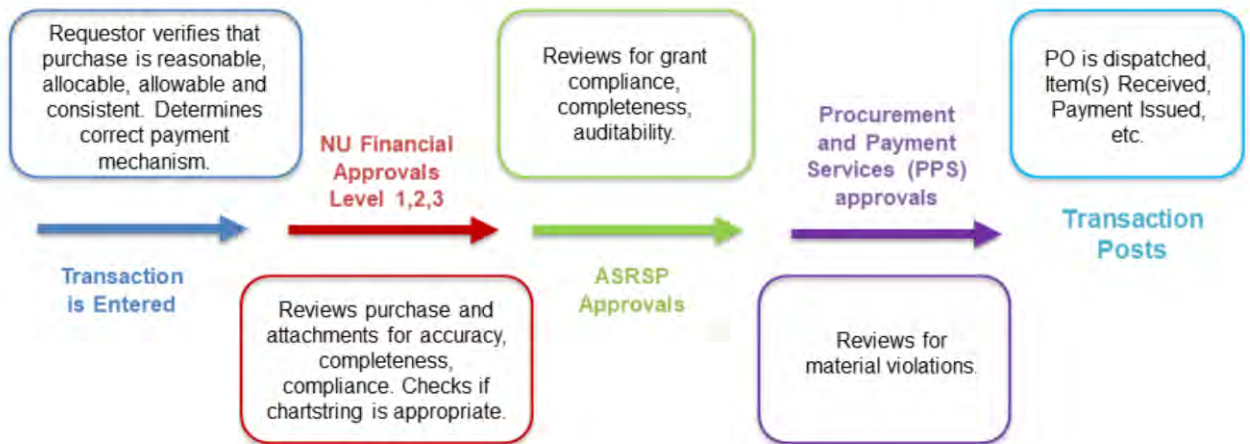 Requestor verifies that
purchase is reasonable,
allocable, allowable and
consistent. Determines
correct payment
mechanism.
Transaction
is Entered
NU Financial
Approvals
Level 1,2,3
Reviews purchase and
attachments for accuracy,
completeness,
compliance. Checks if
chartstring is appropriate.
Reviews for grant
compliance,
completeness,
auditability.
ASRSP
Approvals
Procurement
and Payment
Services (PPS)
approvals
Reviews for
material violations.
PO is dispatched,
Item(s) Received,
Payment Issued,
etc.
Transaction
Posts